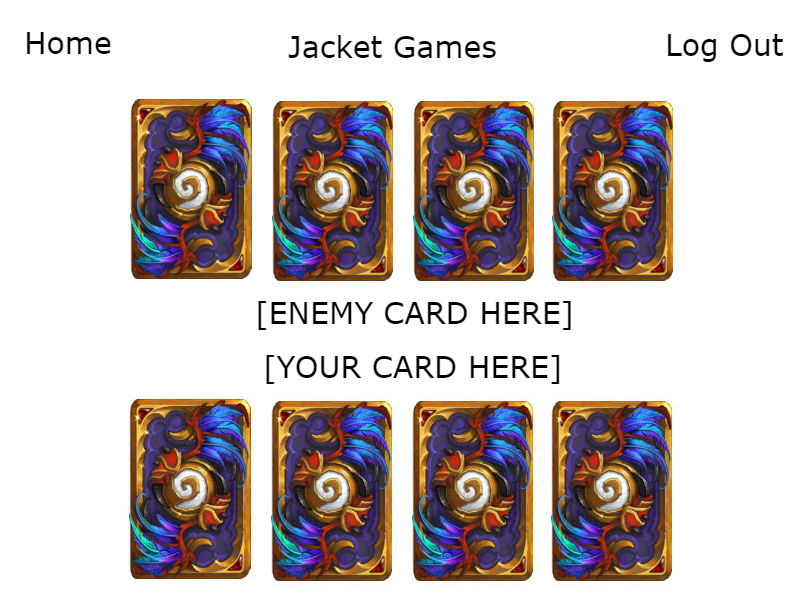 Home
Jacket Games
Log Out
[ENEMY CARD HERE]
[YOUR CARD HERE]